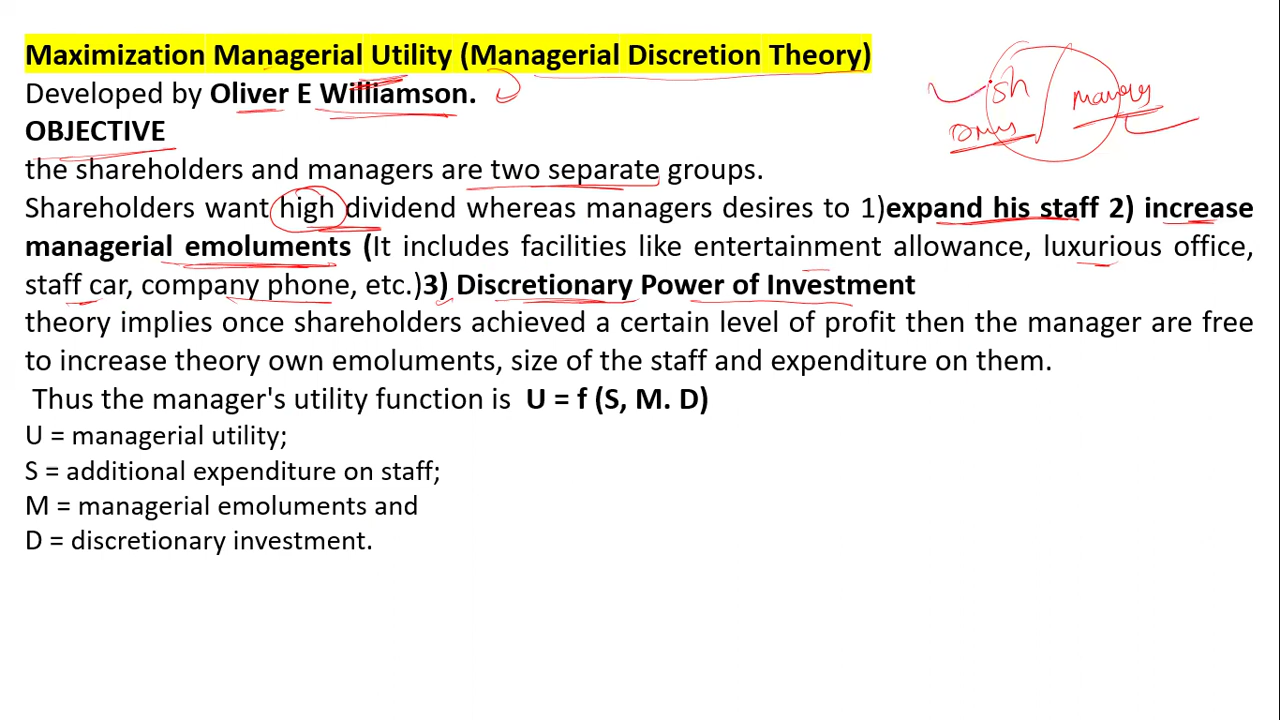 Maximization Managerial Utility (Managerial Discretion Theory)
Developed by Oliver E Williamson.
OBJECTIVE
the shareholders and managers are two separate groups.
Shareholders want high dividend whereas managers desires to 1)expand his staff 2) increase
managerial emoluments (It includes facilities like entertainment allowance, luxurious office,
staff car, company phone, etc.)3) Discretionary Power of Investment
theory implies once shareholders achieved a certain level of profit then the manager are free
to increase theory own emoluments, size of the staff and expenditure on them.
Thus the manager's utility function is U = f (S, M. D)
U = managerial utility;
S = additional expenditure on staff;
M = managerial emoluments and
D = discretionary investment.
sh